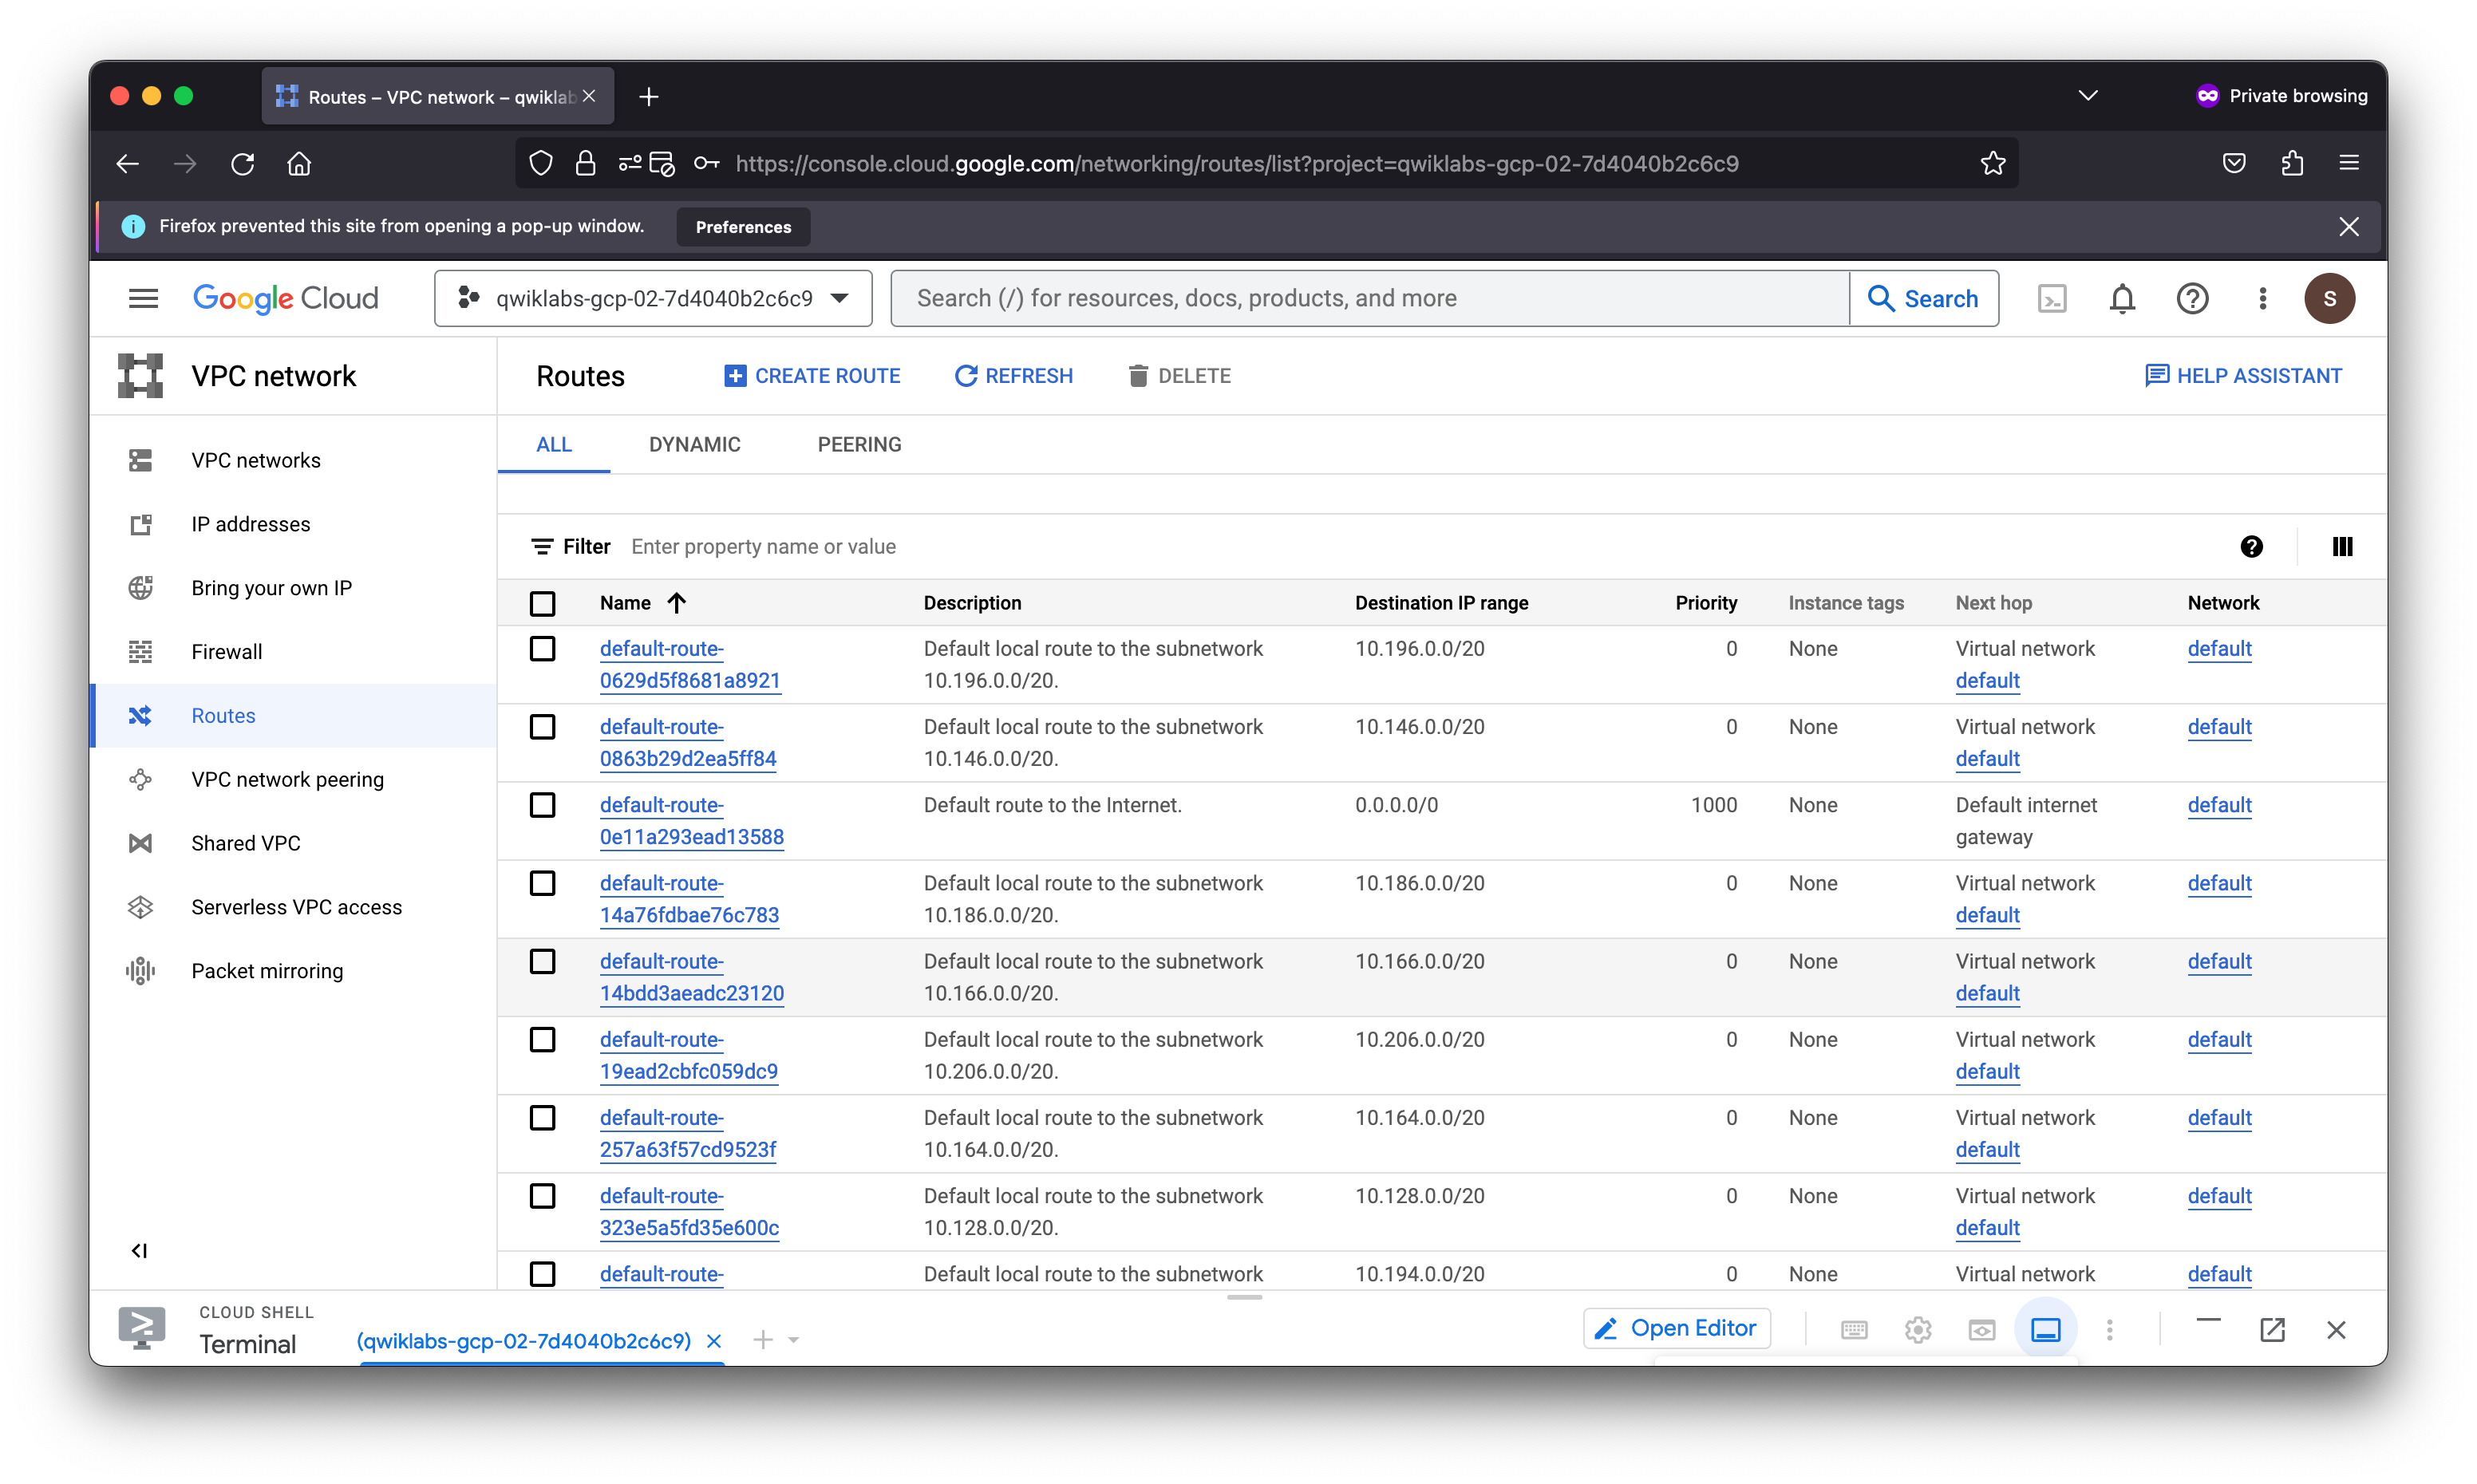 Routes – VPC network – qwiklab
Private browsing
https://console.cloud.google.com/networking/routes/list?project=qwiklabs-gcp-02-7d4040b2c6c9
Firefox prevented this site from opening a pop-up window. Preferences
Google Cloud qwiklabs-gcp-02-7d4040b2c6c9 Search (/) for resources, docs, products, and more Search S
VPC network
VPC networks
IP addresses
Bring your own IP
Firewall
Routes
VPC network peering
Shared VPC
Serverless VPC access
Packet mirroring
Routes CREATE ROUTE REFRESH DELETE HELP ASSISTANT
ALL DYNAMIC PEERING
Filter Enter property name or value
Name Description Destination IP range Priority Instance tags Next hop Network
default-route- Default local route to the subnetwork 10.196.0.0/20 0 None Virtual network default
0629d5f8681a8921 10.196.0.0/20. default
default-route- Default local route to the subnetwork 10.146.0.0/20 0 None Virtual network default
0863b29d2ea5ff84 10.146.0.0/20. default
default-route- Default route to the Internet. 0.0.0.0/0 1000 None Default internet default
0e11a293ead13588 gateway
default-route- Default local route to the subnetwork 10.186.0.0/20 0 None Virtual network default
14a76fdbae76c783 10.186.0.0/20. default
default-route- Default local route to the subnetwork 10.166.0.0/20 0 None Virtual network default
14bdd3aeadc23120 10.166.0.0/20. default
default-route- Default local route to the subnetwork 10.206.0.0/20 0 None Virtual network default
19ead2cbfc059dc9 10.206.0.0/20. default
default-route- Default local route to the subnetwork 10.164.0.0/20 0 None Virtual network default
257a63f57cd9523f 10.164.0.0/20. default
default-route- Default local route to the subnetwork 10.128.0.0/20 0 None Virtual network default
323e5a5fd35e600c 10.128.0.0/20. default
default-route- Default local route to the subnetwork 10.194.0.0/20 0 None Virtual network default
CLOUD SHELL
Terminal (qwiklabs-gcp-02-7d4040b2c6c9) Open Editor